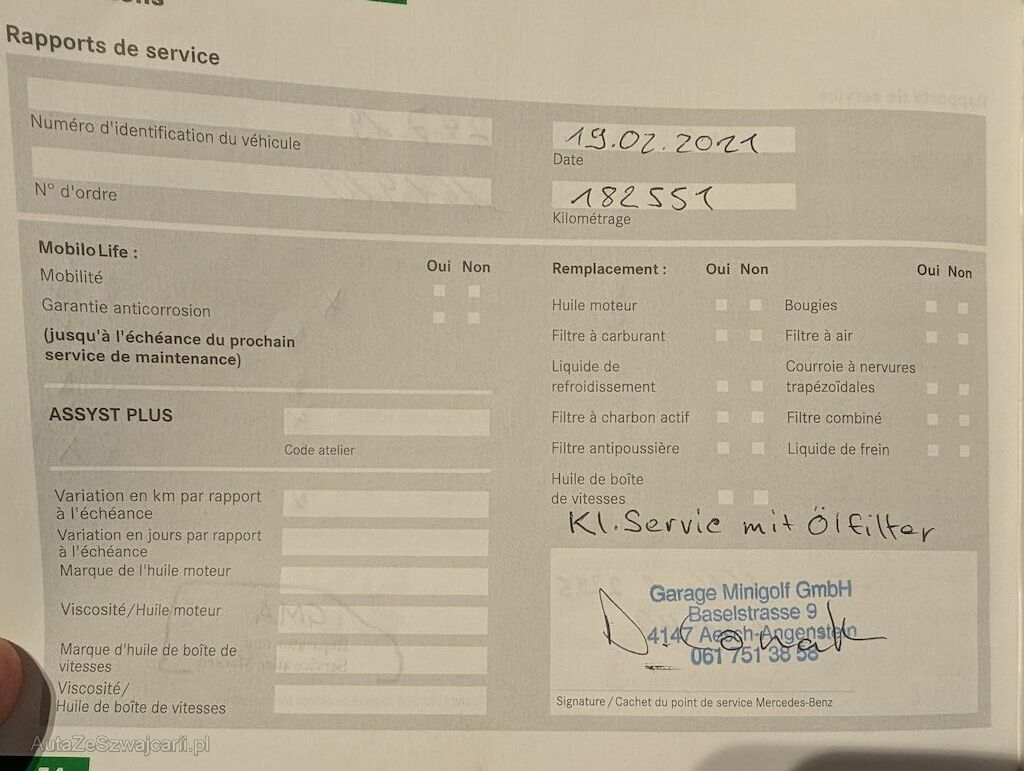 Rapports de service
Numéro d'identification du véhicule
N° d'ordre
19.02.2021
Date
182551
Kilométrage
MobiloLife :
Oui Non
Mobilité
Garantie anticorrosion
(jusqu'à l'échéance du prochain
service de maintenance)
ASSYST PLUS
Code atelier
Variation en km par rapport
à l'échéance
Variation en jours par rapport
à l'échéance
Marque de l'huile moteur
Viscosité/Huile moteur
Marque d'huile de boîte de
vitesses
Viscosité/
Huile de boîte de vitesses
Remplacement : Oui Non Oui Non
Huile moteur Bougies
Filtre à carburant Filtre à air
Liquide de
refroidissement
Courroie à nervures
trapézoïdales
Filtre à charbon actif Filtre combiné
Filtre antipoussière Liquide de frein
Huile de boîte
de vitesses
Kl. Servic mit Ölfilter
Garage Minigolf GmbH
Baselstrasse 9
4147 Aesch-Angenstein
061 751 38 58
Signature/Cachet du point de service Mercedes-Benz
AutaZeSzwajcarii.pl